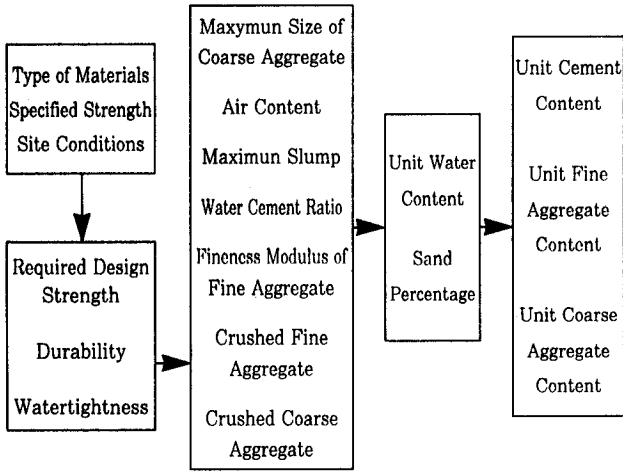 Type of Materials
Specified Strength
Site Conditions
Required Design
Strength
Durability
Watertightness
Maxymun Size of
Coarse Aggregate
Air Content
Maximun Slump
Water Cement Ratio
Fineness Modulus of
Fine Aggregate
Crushed Fine
Aggregate
Crushed Coarse
Aggregate
Unit Water
Content
Sand
Percentage
Unit Cement
Content
Unit Fine
Aggregate
Content
Unit Coarse
Aggregate
Content